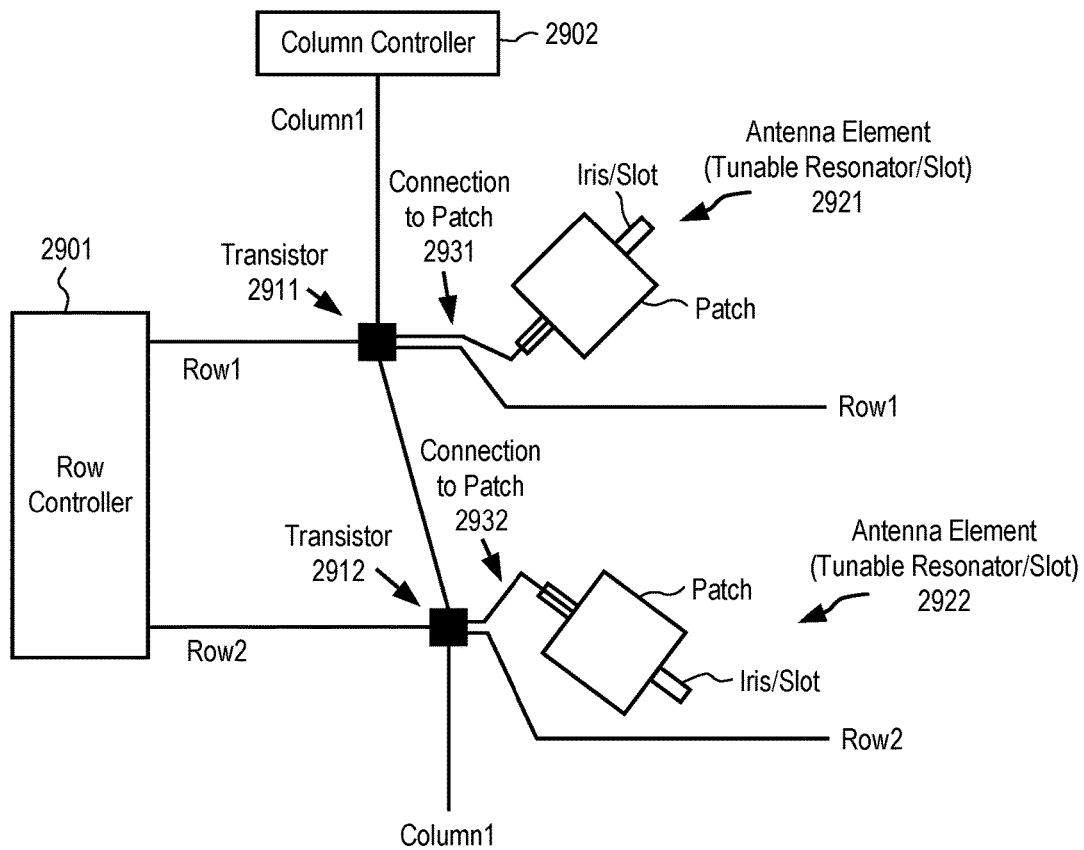 Column Controller
2902
Column1
Antenna Element
(Tunable Resonator/Slot)
2921
Iris/Slot
Connection
to Patch
2931
2901
Transistor
2911
Patch
Row1
Row1
Row
Controller
Connection
to Patch
2932
Transistor
2912
Antenna Element
(Tunable Resonator/Slot)
2922
Patch
Row2
Iris/Slot
Row2
Column1